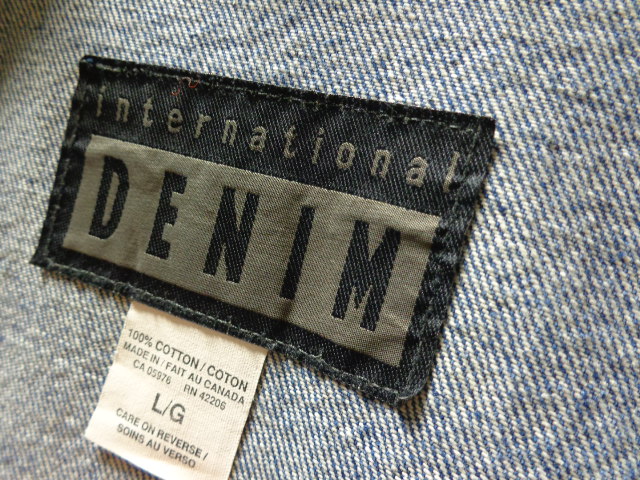 international
DENIM
100% COTTON / COTON
MADE IN / FAIT AU CANADA
CA 05976 RN 42206
L/G
CARE ON REVERSE /
SOINS AU VERSO